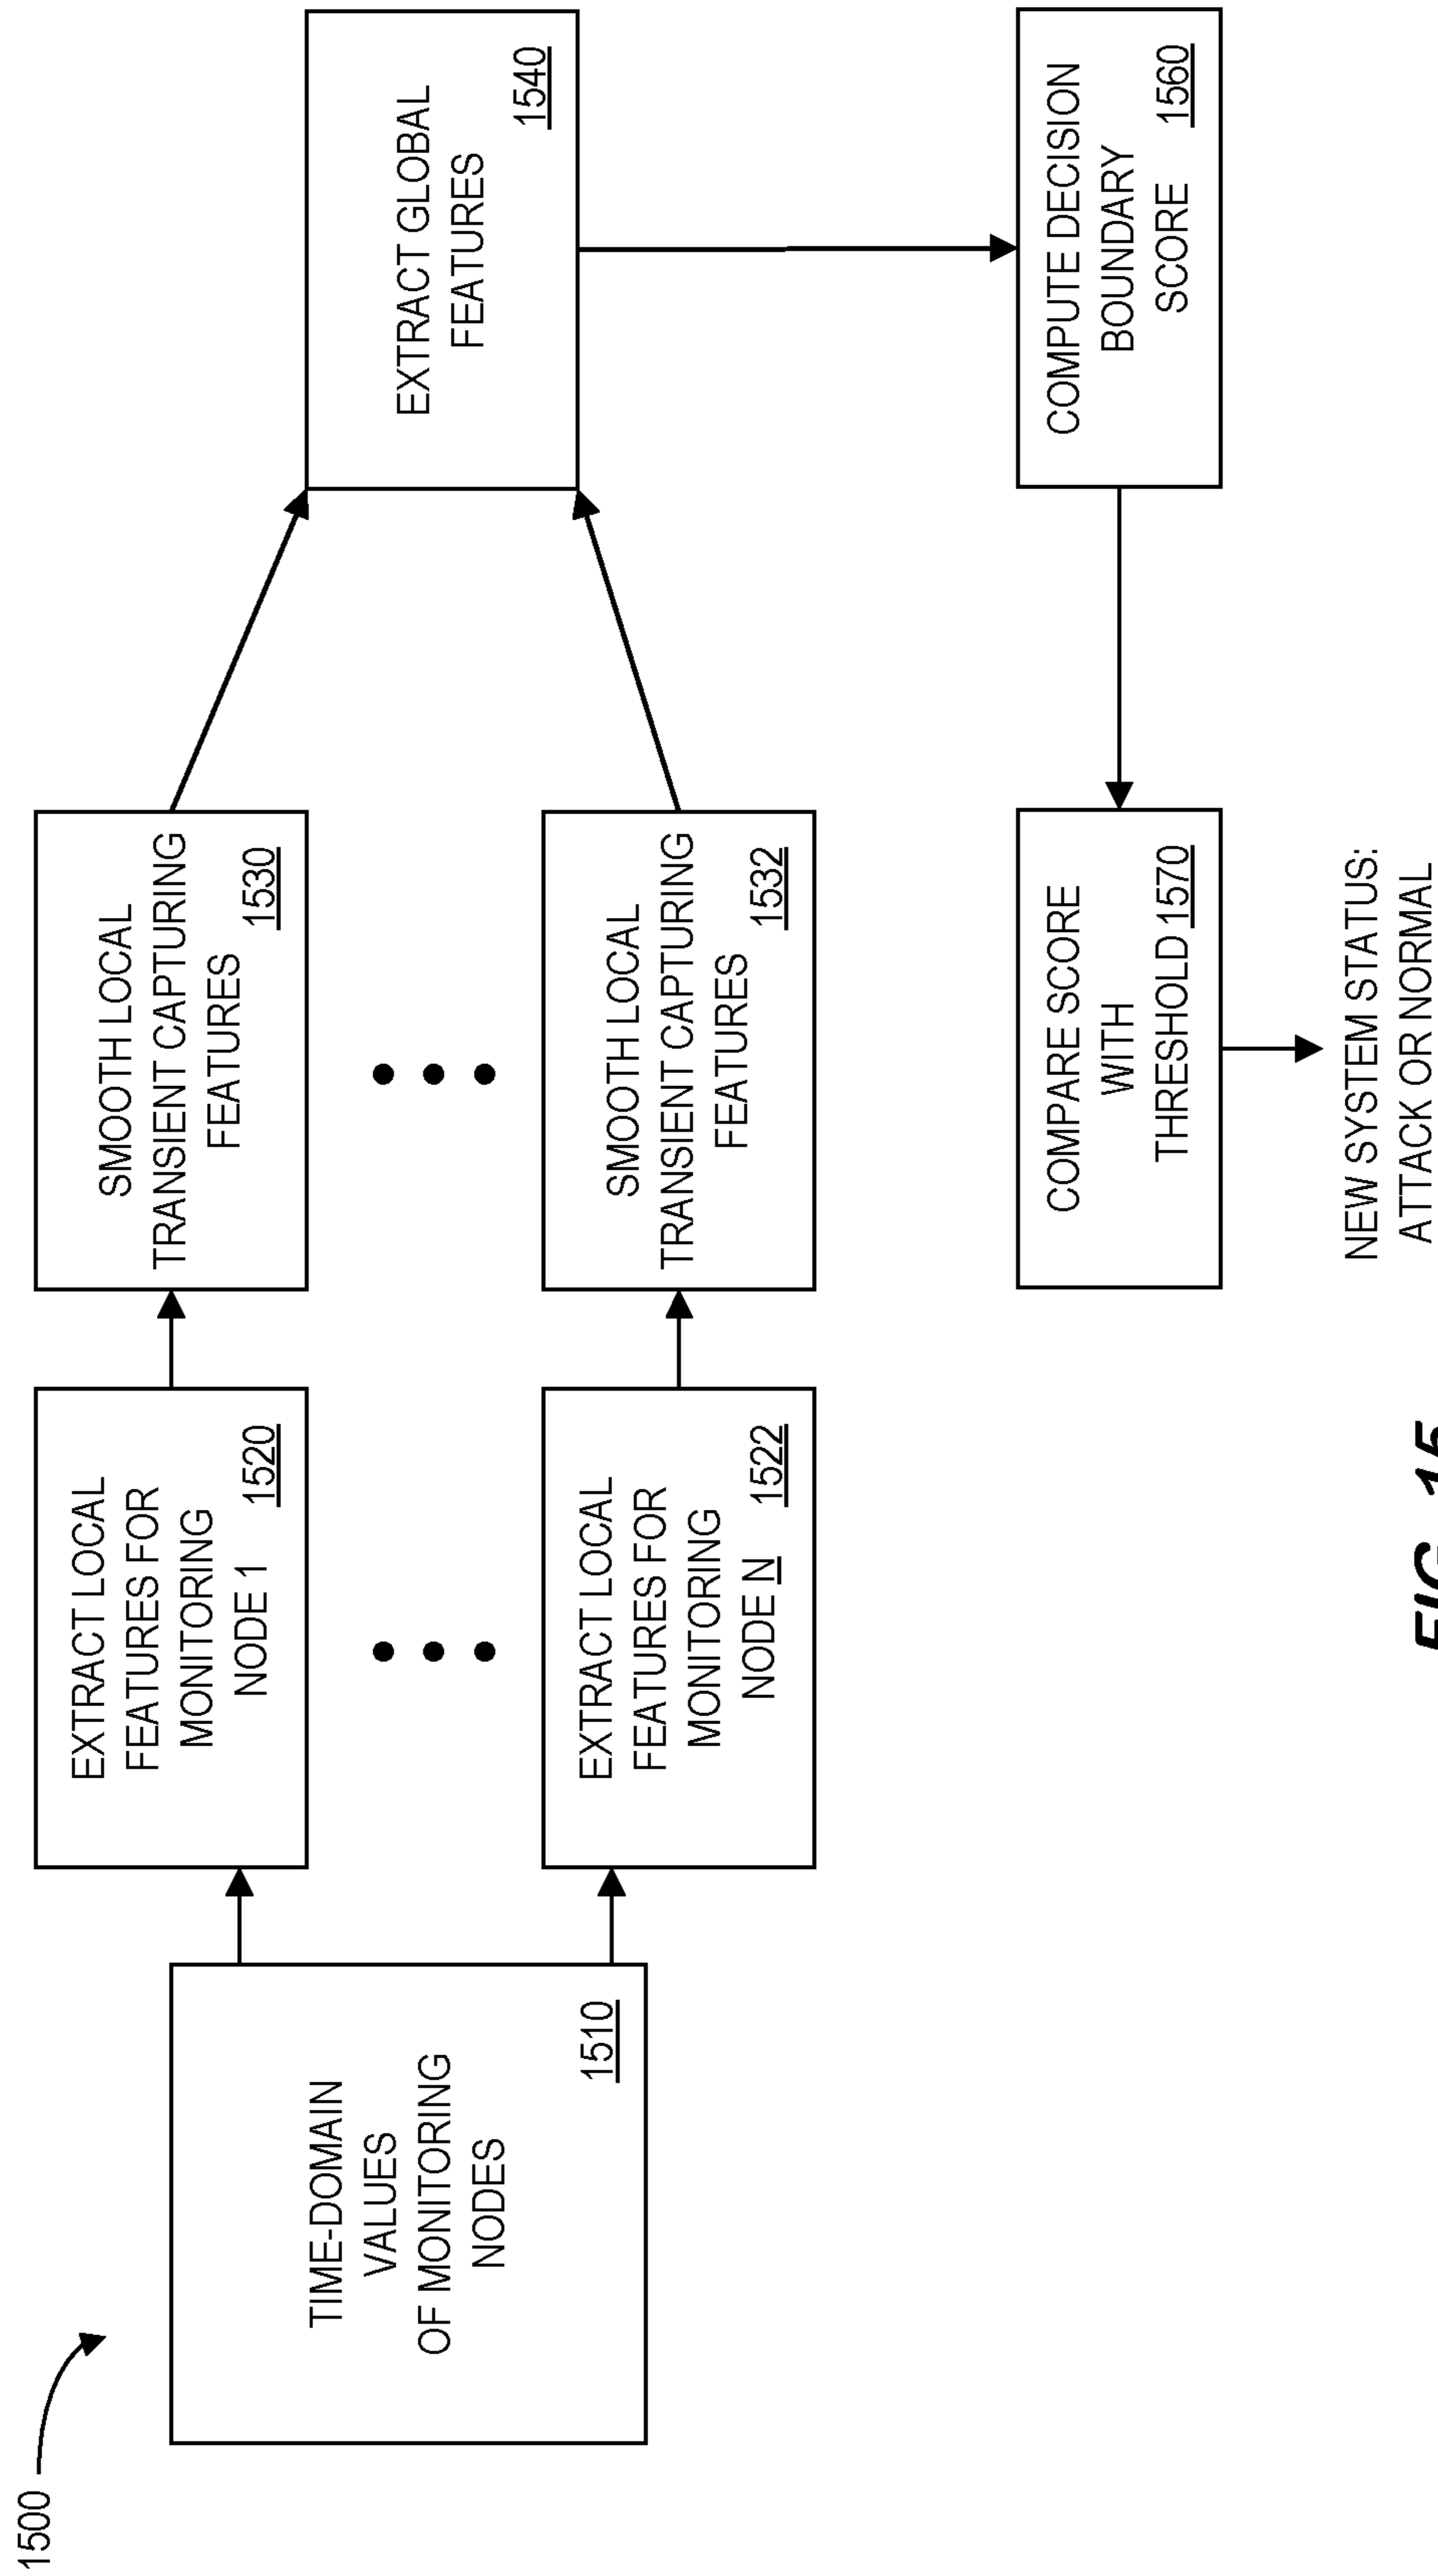 1500
TIME-DOMAIN
VALUES
OF MONITORING
NODES
1510
EXTRACT LOCAL
FEATURES FOR
MONITORING
NODE 1
1520
EXTRACT LOCAL
FEATURES FOR
MONITORING
NODE N
1522
SMOOTH LOCAL
TRANSIENT CAPTURING
FEATURES
1530
SMOOTH LOCAL
TRANSIENT CAPTURING
FEATURES
1532
EXTRACT GLOBAL
FEATURES
1540
COMPUTE DECISION
BOUNDARY
SCORE 1560
COMPARE SCORE
WITH
THRESHOLD 1570
NEW SYSTEM STATUS:
ATTACK OR NORMAL
FIG. 15